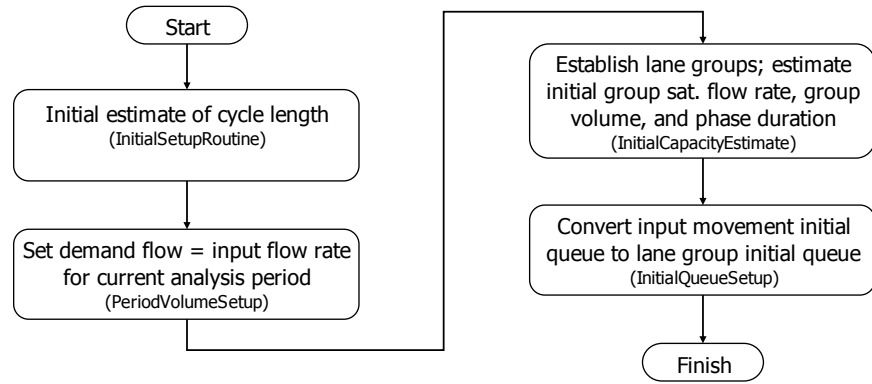 Start
Initial estimate of cycle length
(InitialSetupRoutine)
Set demand flow = input flow rate
for current analysis period
(PeriodVolumeSetup)
Establish lane groups; estimate
initial group sat. flow rate, group
volume, and phase duration
(InitialCapacityEstimate)
Convert input movement initial
queue to lane group initial queue
(InitialQueueSetup)
Finish